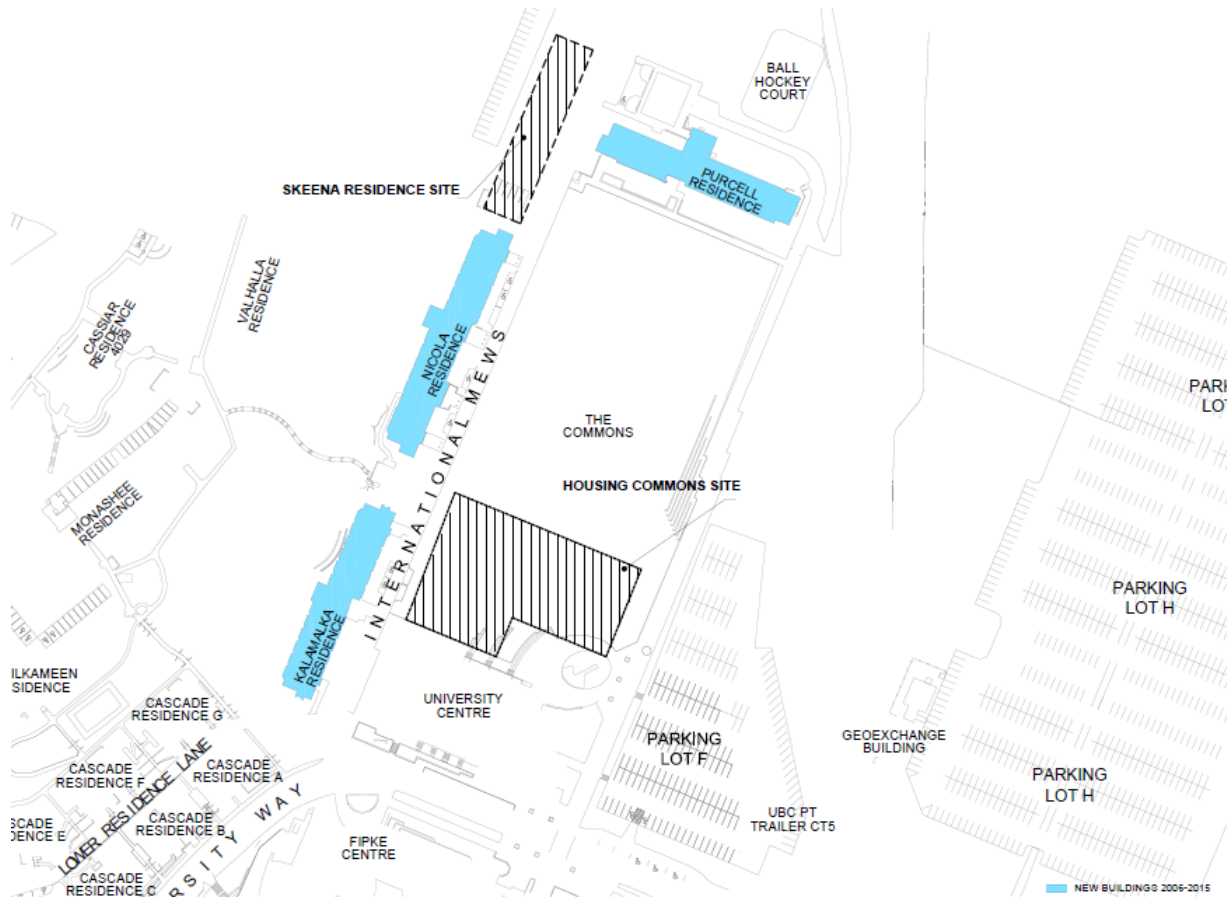 BALL
HOCKEY
COURT
SKEENA RESIDENCE SITE
PURCELL
RESIDENCE
VALHALLA
RESIDENCE
CASSIAR
RESIDENCE
4029
NICOLA
RESIDENCE
INTERNATIONAL MEWS
PARK
LOT
THE
COMMONS
HOUSING COMMONS SITE
MONASHEE
RESIDENCE
PARKING
LOT H
KALAMALKA
RESIDENCE
ILKAMEEN
SIDENCE
CASCADE
RESIDENCE G
UNIVERSITY
CENTRE
PARKING
LOT F
GEOEXCHANGE
BUILDING
CASCADE
RESIDENCE F
CASCADE
RESIDENCE A
LOWER RESIDENCE LANE
PARKING
LOT H
SCADE
DENCE E
CASCADE
RESIDENCE B
RSITY WAY
UBC PT
TRAILER CT5
FIPKE
CENTRE
CASCADE
RESIDENCE C
NEW BUILDINGS 2006-2015